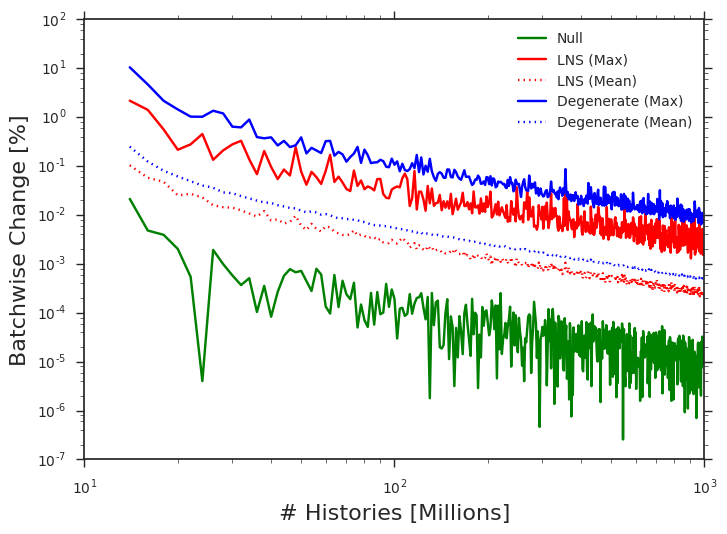 Batchwise Change [%]
10^2
10^1
10^0
10^-1
10^-2
10^-3
10^-4
10^-5
10^-6
10^-7
Null
LNS (Max)
LNS (Mean)
Degenerate (Max)
Degenerate (Mean)
10^1 10^2 10^3
# Histories [Millions]